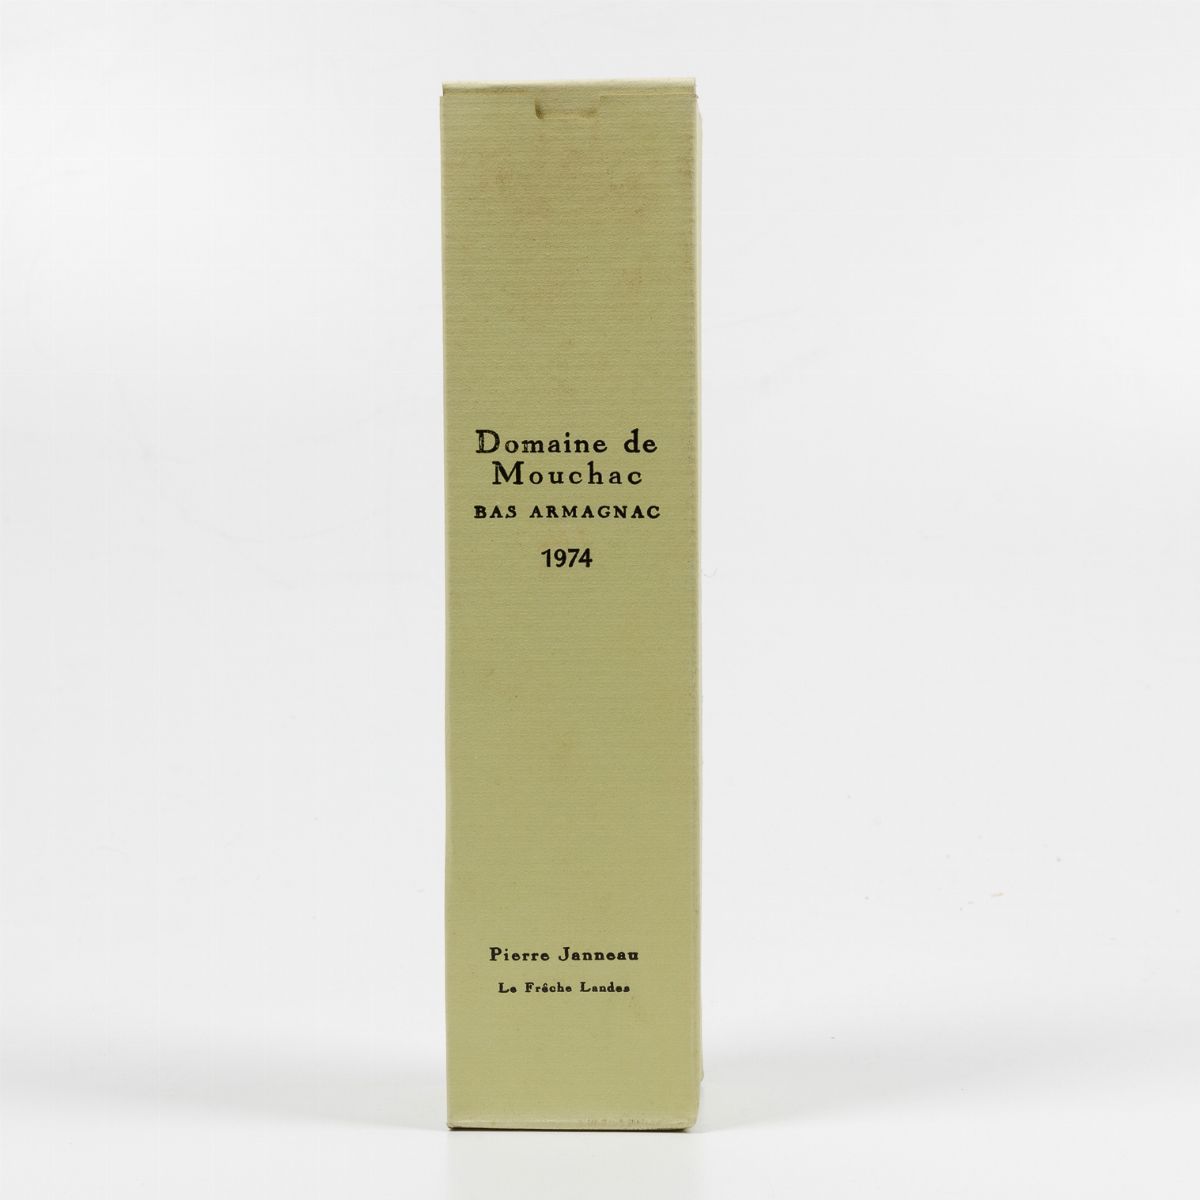 Domaine de
Mouchac
BAS ARMAGNAC
1974
Pierre Janneau
Le Frêche Landes